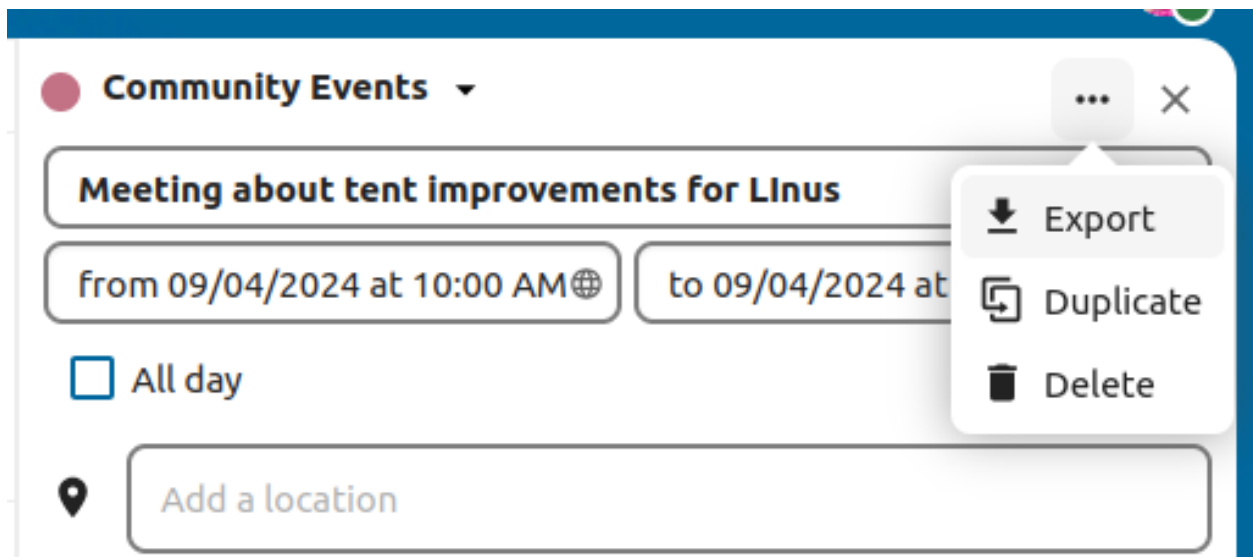 Community Events
Meeting about tent improvements for LInus
from 09/04/2024 at 10:00 AM to 09/04/2024 at
Export
Duplicate
Delete
All day
Add a location